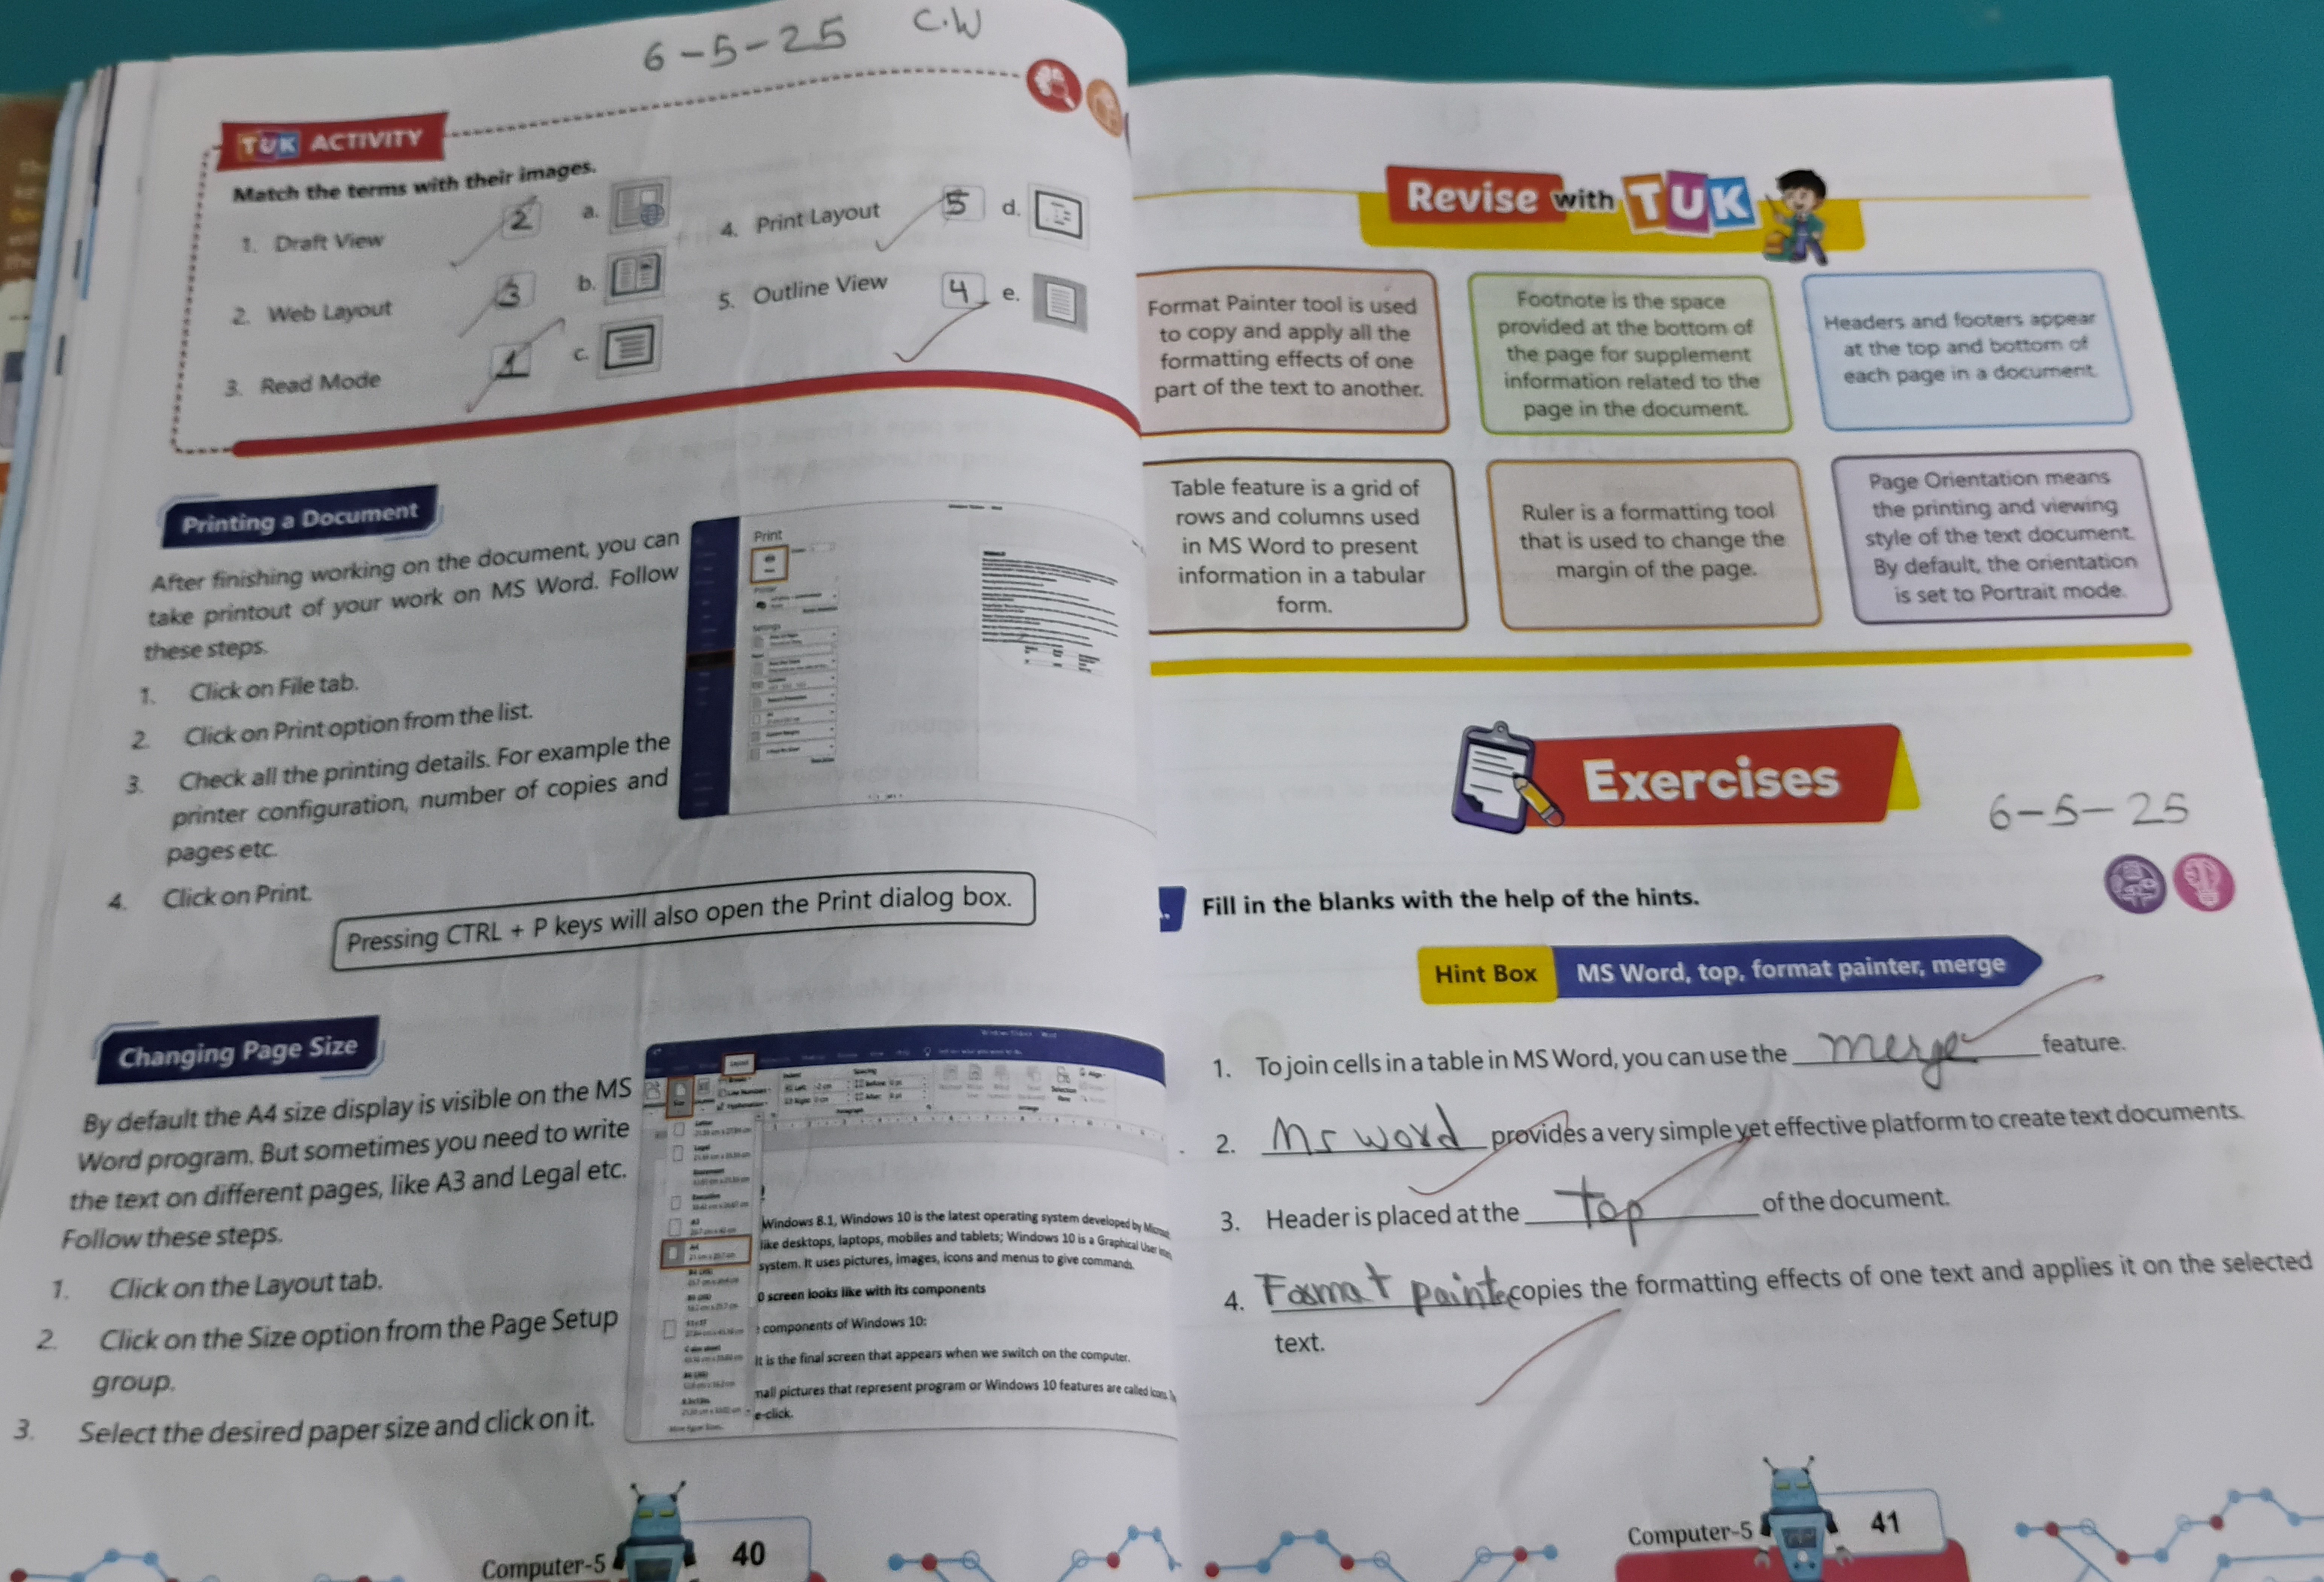 6-5-25 C.W
TUK ACTIVITY
Match the terms with their images.
1. Draft View
2
a.
2. Web Layout
3
b.
3. Read Mode
1
c.
4. Print Layout
5
d.
5. Outline View
4
e.
Printing a Document
After finishing working on the document, you can
take printout of your work on MS Word. Follow
these steps.
1. Click on File tab.
2. Click on Print option from the list.
3. Check all the printing details. For example the
printer configuration, number of copies and
pages etc.
4. Click on Print.
Print
Settings
Pressing CTRL + P keys will also open the Print dialog box.
Changing Page Size
By default the A4 size display is visible on the MS
Word program. But sometimes you need to write
the text on different pages, like A3 and Legal etc.
Follow these steps.
1. Click on the Layout tab.
2. Click on the Size option from the Page Setup
group.
3. Select the desired paper size and click on it.
Windows 8.1, Windows 10 is the latest operating system developed by
like desktops, laptops, mobiles and tablets; Windows 10 is a Graphical User
system. It uses pictures, images, icons and menus to give commands.
0 screen looks like with its components
components of Windows 10:
It is the final screen that appears when we switch on the computer.
mall pictures that represent program or Windows 10 features are called
e-click.
Computer-5 40
Revise with TUK
Format Painter tool is used
to copy and apply all the
formatting effects of one
part of the text to another.
Footnote is the space
provided at the bottom of
the page for supplement
information related to the
page in the document.
Headers and footers appear
at the top and bottom of
each page in a document.
Table feature is a grid of
rows and columns used
in MS Word to present
information in a tabular
form.
Ruler is a formatting tool
that is used to change the
margin of the page.
Page Orientation means
the printing and viewing
style of the text document.
By default, the orientation
is set to Portrait mode.
Exercises
6-5-25
Fill in the blanks with the help of the hints.
Hint Box MS Word, top, format painter, merge
1. To join cells in a table in MS Word, you can use the merge feature.
2. Ms word provides a very simple yet effective platform to create text documents.
3. Header is placed at the top of the document.
4. Format painter copies the formatting effects of one text and applies it on the selected
text.
Computer-5 41